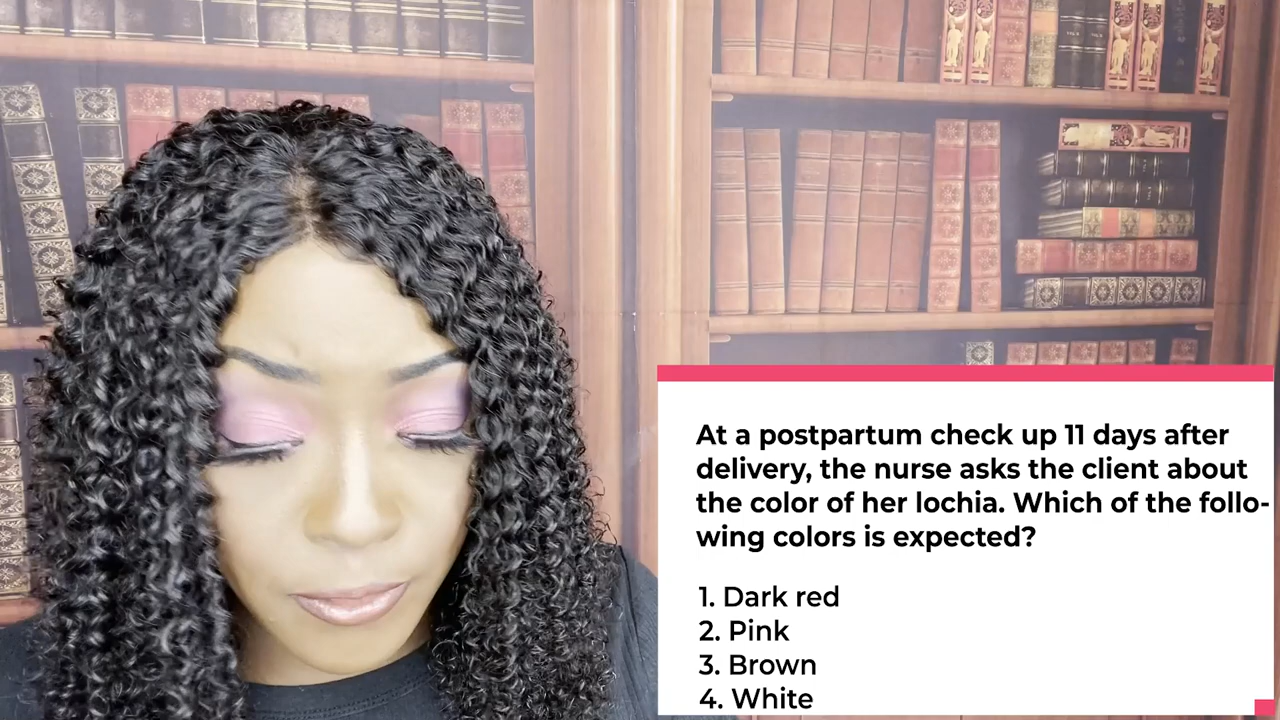 At a postpartum check up 11 days after
delivery, the nurse asks the client about
the color of her lochia. Which of the follo-
wing colors is expected?
1. Dark red
2. Pink
3. Brown
4. White